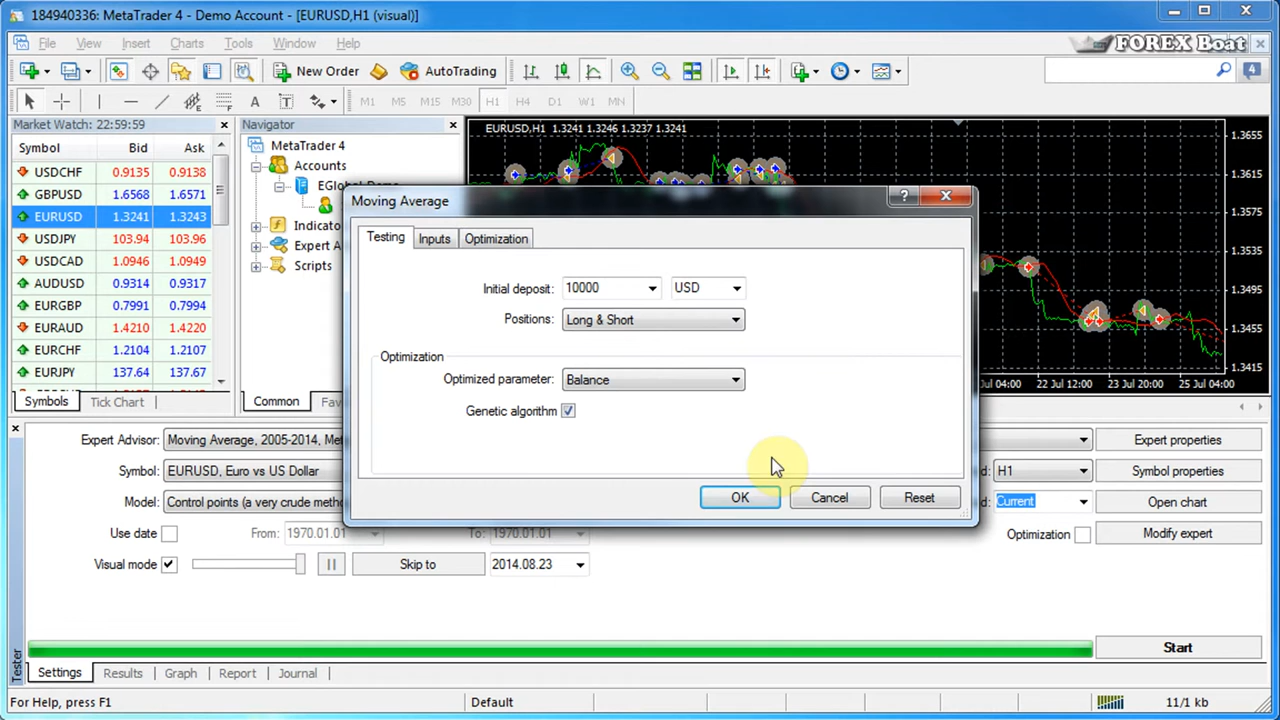 184940336: MetaTrader 4 - Demo Account - [EURUSD,H1 (visual)]
File View Insert Charts Tools Window Help
FOREX Boat
New Order AutoTrading
4
A T M1 M5 M15 M30 H1 H4 D1 W1 MN
Market Watch: 22:59:59
Symbol Bid Ask
USDCHF 0.9135 0.9138
GBPUSD 1.6568 1.6571
EURUSD 1.3241 1.3243
USDJPY 103.94 103.96
USDCAD 1.0946 1.0949
AUDUSD 0.9314 0.9317
EURGBP 0.7991 0.7994
EURAUD 1.4210 1.4220
EURCHF 1.2104 1.2107
EURJPY 137.64 137.67
Symbols Tick Chart
Navigator
MetaTrader 4
Accounts
EGlobal-Demo
Indicato
Expert A
Scripts
Common Fav
EURUSD,H1 1.3241 1.3246 1.3237 1.3241
1.3655
1.3615
1.3575
1.3535
1.3495
1.3455
1.3415
Jul 04:00 22 Jul 12:00 23 Jul 20:00 25 Jul 04:00
Moving Average
Testing Inputs Optimization
Initial deposit: 10000 USD
Positions: Long & Short
Optimization
Optimized parameter: Balance
Genetic algorithm
OK Cancel Reset
Tester
Expert Advisor: Moving Average, 2005-2014, Me Expert properties
Symbol: EURUSD, Euro vs US Dollar d: H1 Symbol properties
Model: Control points (a very crude metho d: Current Open chart
Use date From: 1970.01.01 To: 1970.01.01 Optimization Modify expert
Visual mode Skip to 2014.08.23
Start
Settings Results Graph Report Journal
For Help, press F1 Default 11/1 kb